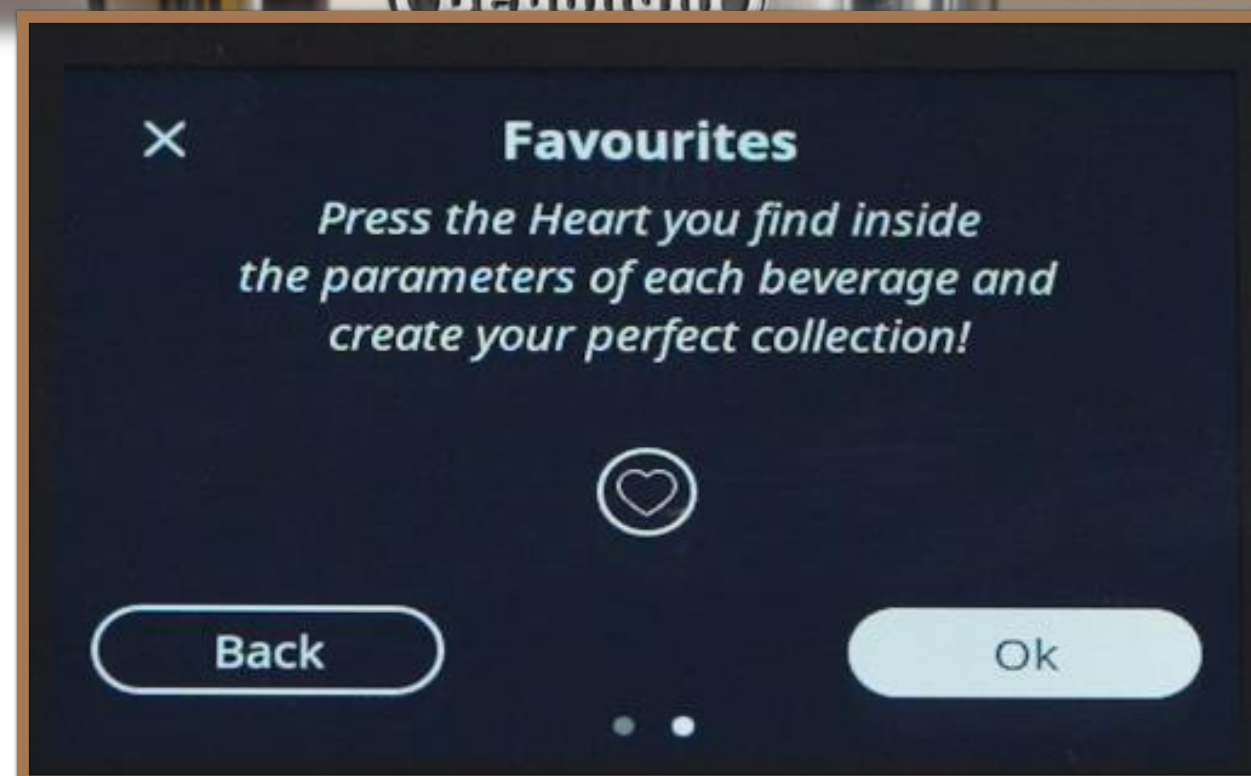 Favourites
Press the Heart you find inside
the parameters of each beverage and
create your perfect collection!
Back
Ok